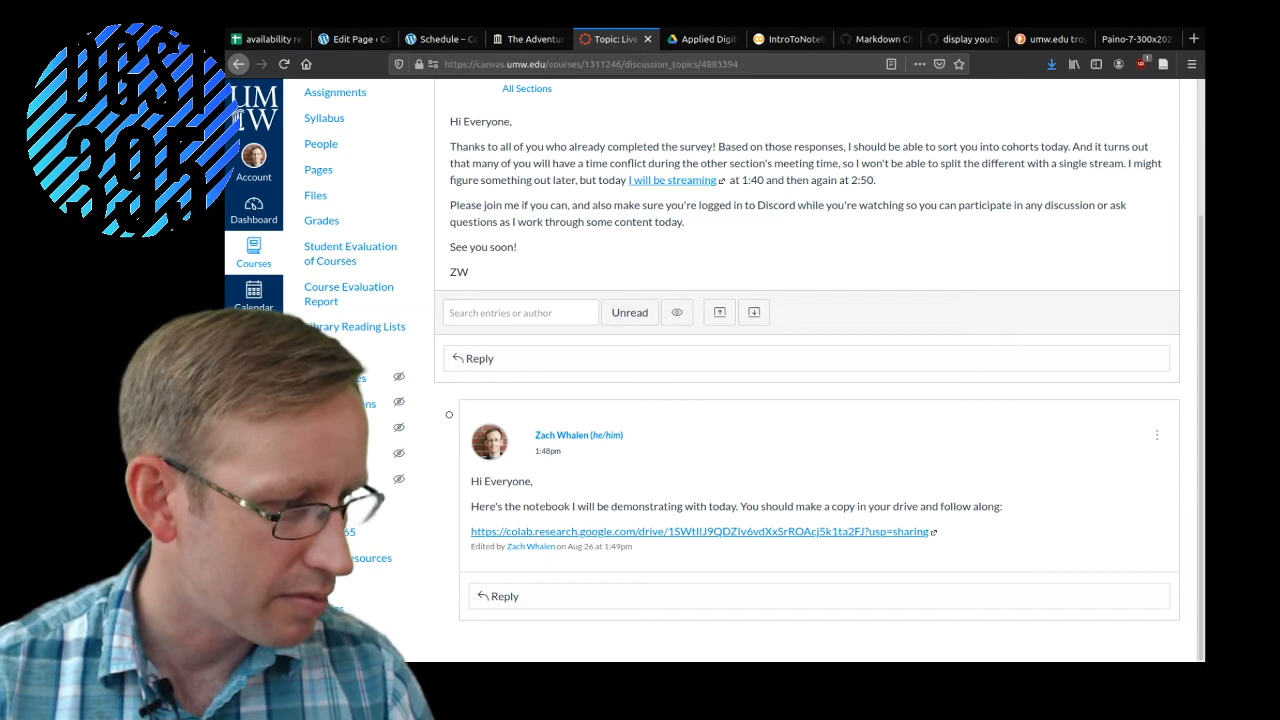 availability re
Edit Page ‹ Co
Schedule – Co
The Adventur
Topic: Live
Applied Digit
IntroToNoteb
Markdown Ch
display youtu
umw.edu troy
Paino-7-300x202
https://canvas.umw.edu/courses/1311246/discussion_topics/4883394
UMW
Account
Dashboard
Courses
Calendar
Assignments
Syllabus
People
Pages
Files
Grades
Student Evaluation
of Courses
Course Evaluation
Report
Library Reading Lists
All Sections
Hi Everyone,
Thanks to all of you who already completed the survey! Based on those responses, I should be able to sort you into cohorts today. And it turns out
that many of you will have a time conflict during the other section's meeting time, so I won't be able to split the different with a single stream. I might
figure something out later, but today I will be streaming at 1:40 and then again at 2:50.
Please join me if you can, and also make sure you're logged in to Discord while you're watching so you can participate in any discussion or ask
questions as I work through some content today.
See you soon!
ZW
Search entries or author
Unread
Reply
Zach Whalen (he/him)
1:48pm
Hi Everyone,
Here's the notebook I will be demonstrating with today. You should make a copy in your drive and follow along:
https://colab.research.google.com/drive/1SWtIIJ9QDZIv6vdXxSrROAcj5k1ta2FJ?usp=sharing
Edited by Zach Whalen on Aug 26 at 1:49pm
Reply